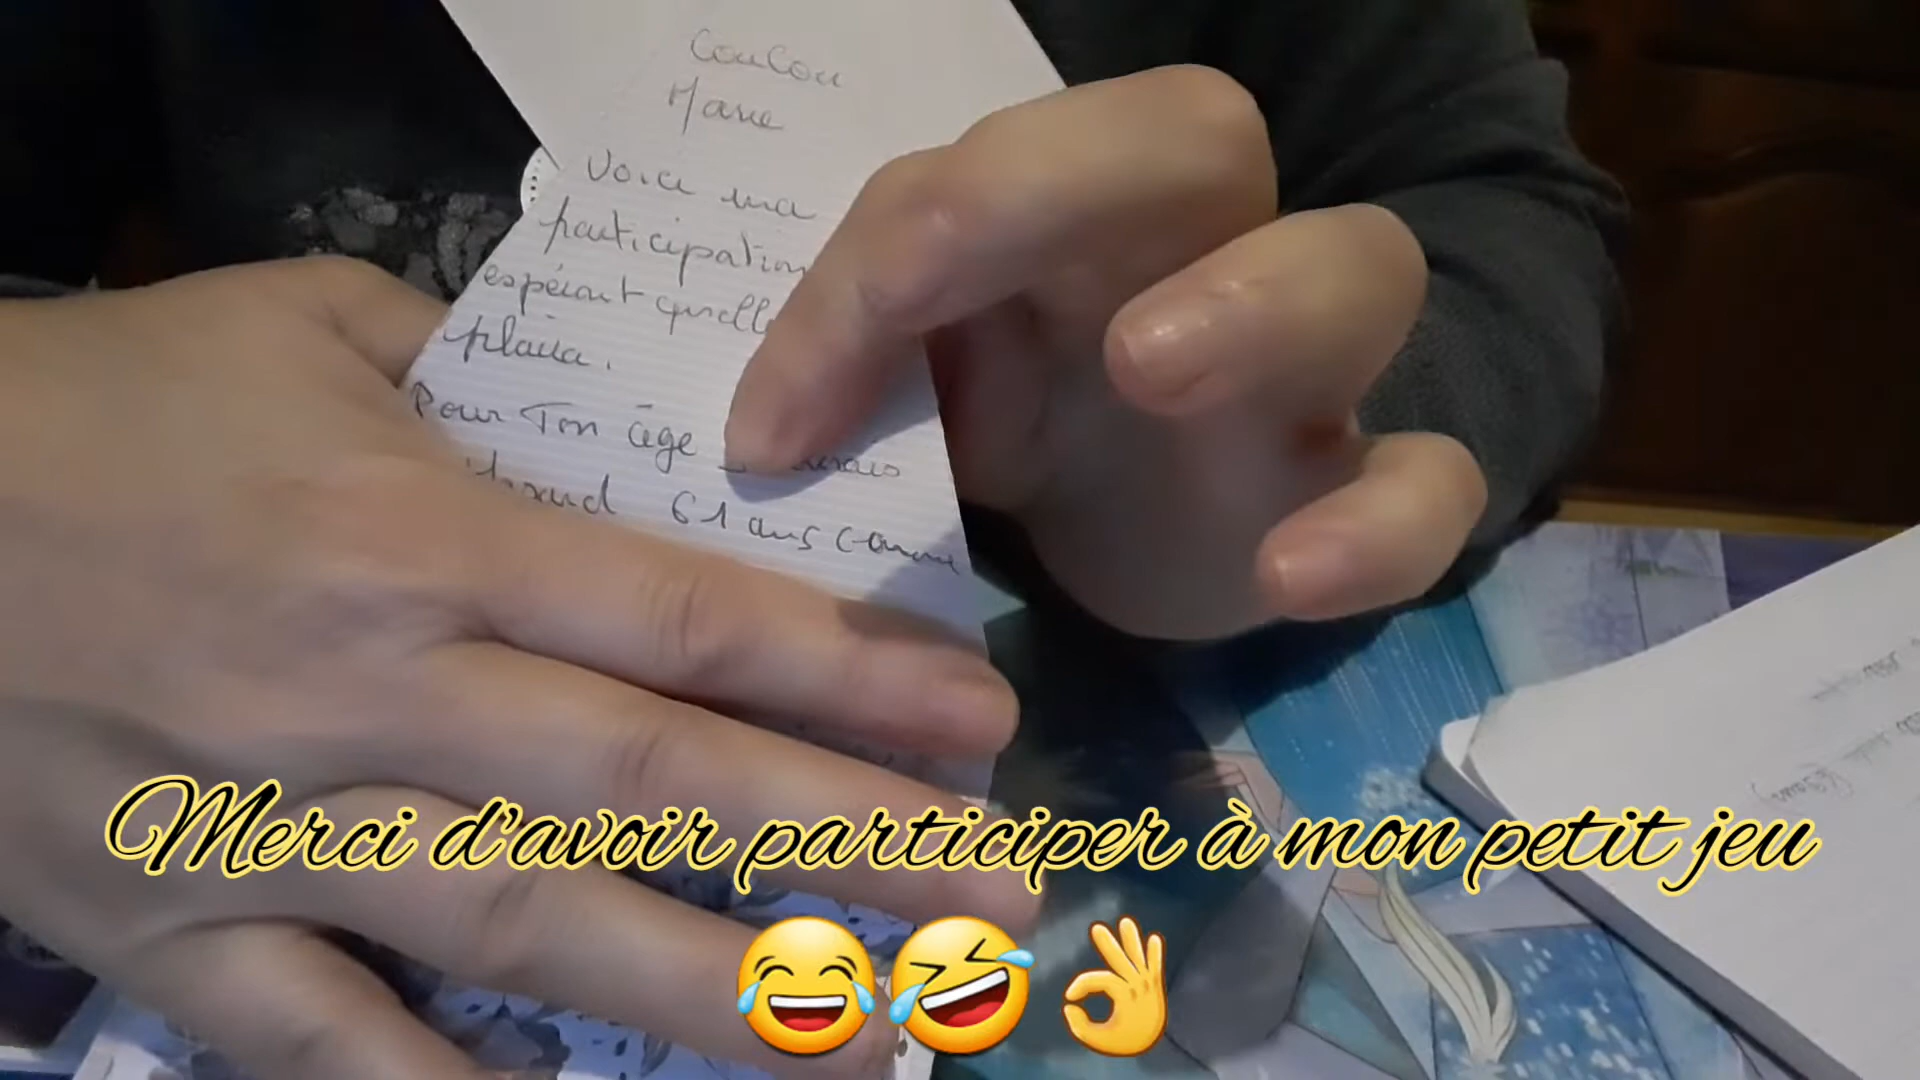 CouCou
Marie
Voici ma
participation
espérant qu'elle
plaira.
Pour Ton âge
61 ans comme
Merci d'avoir participer à mon petit jeu
😂🤣👌